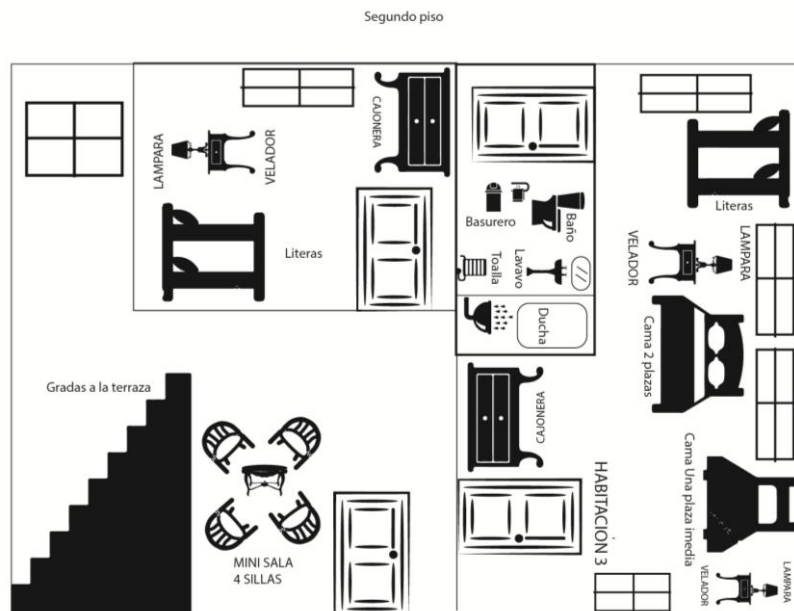 Segundo piso
CAJONERA
LAMPARA
VELADOR
Literas
Basurero
Baño
Toalla
Lavavo
Ducha
Literas
VELADOR
LAMPARA
Cama 2 plazas
Gradas a la terraza
CAJONERA
HABITACIÓN 3
Cama Una plaza imedia
MINI SALA
4 SILLAS
VELADOR
LAMPARA